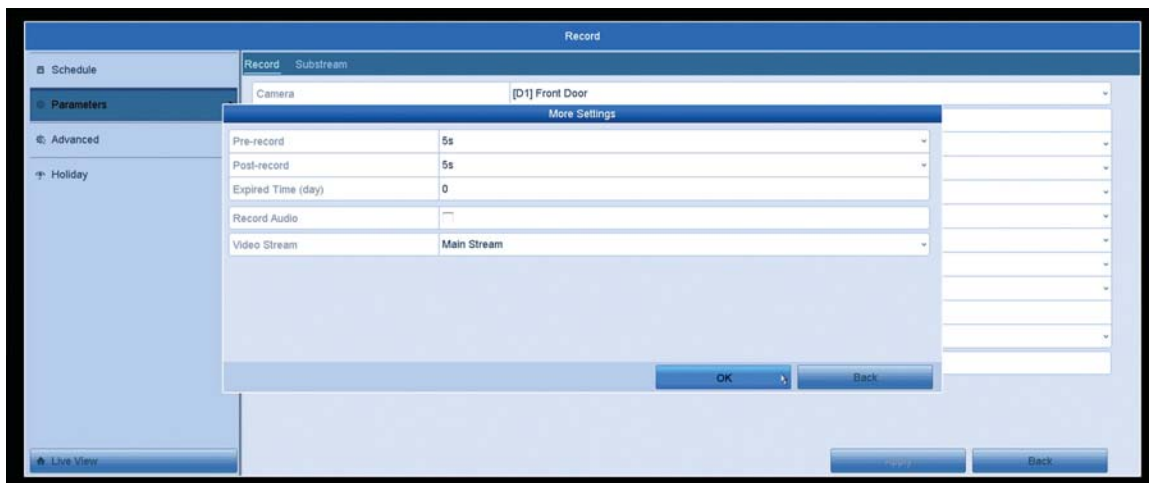 Record
Schedule
Parameters
Advanced
Holiday
Live View
Record Substream
Camera [D1] Front Door
More Settings
Pre-record 5s
Post-record 5s
Expired Time (day) 0
Record Audio
Video Stream Main Stream
OK Back
Apply Back